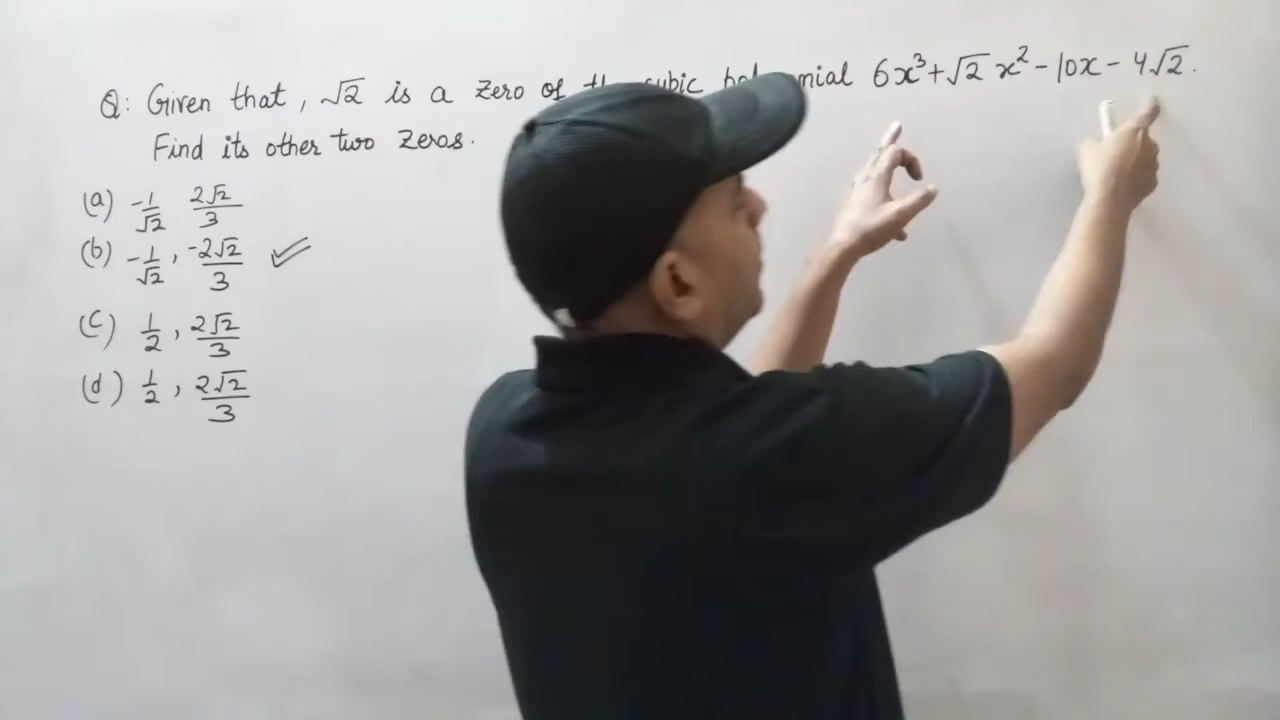 Q: Given that, √2 is a zero of cubic 6x³+√2 x²-10x-4√2.
Find its other two zeros.
(a) -1/√2 2√2/3
(b) -1/√2, -2√2/3 ✓
(c) 1/2, 2√2/3
(d) 1/2, 2√2/3